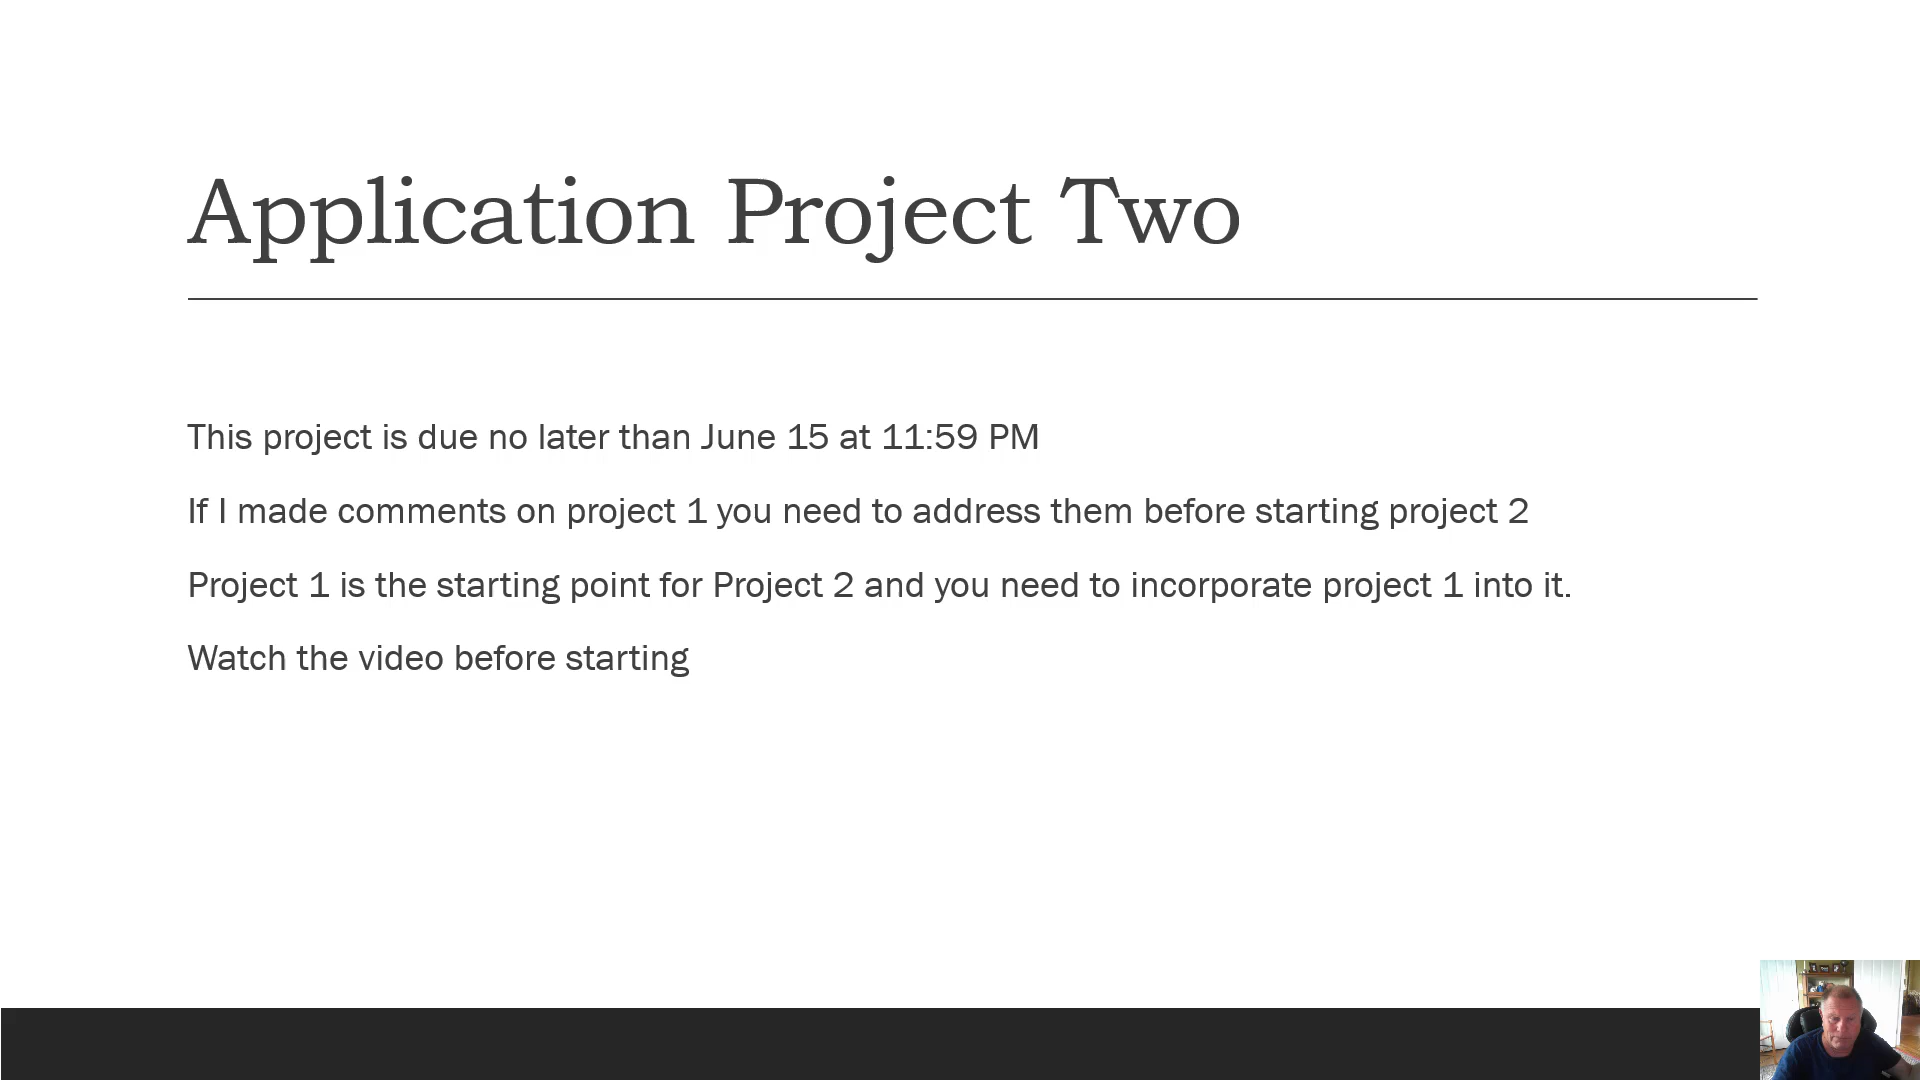 Application Project Two
This project is due no later than June 15 at 11:59 PM
If I made comments on project 1 you need to address them before starting project 2
Project 1 is the starting point for Project 2 and you need to incorporate project 1 into it.
Watch the video before starting